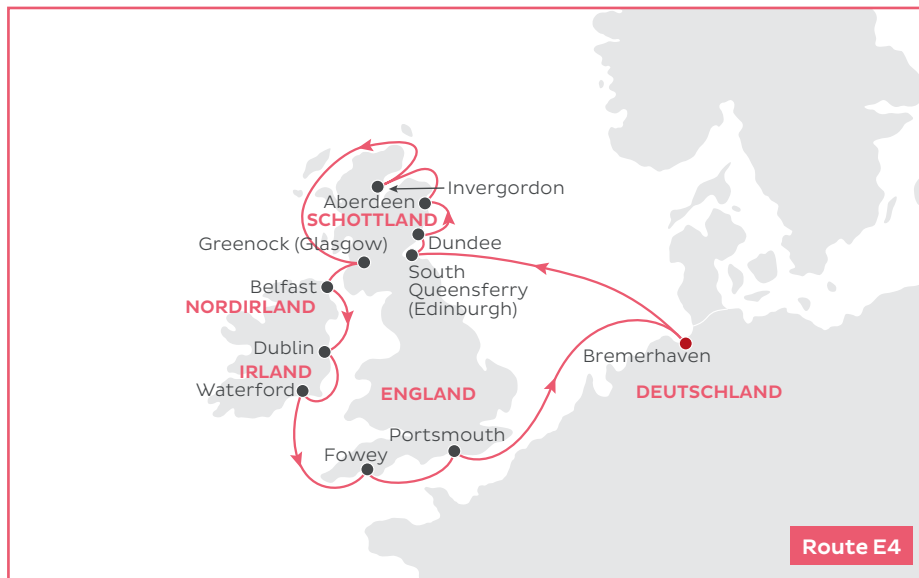 Invergordon
Aberdeen
SCHOTTLAND
Dundee
Greenock (Glasgow)
South
Queensferry
(Edinburgh)
Belfast
NORDIRLAND
Dublin
IRLAND
Waterford
Bremerhaven
ENGLAND
DEUTSCHLAND
Portsmouth
Fowey
Route E4